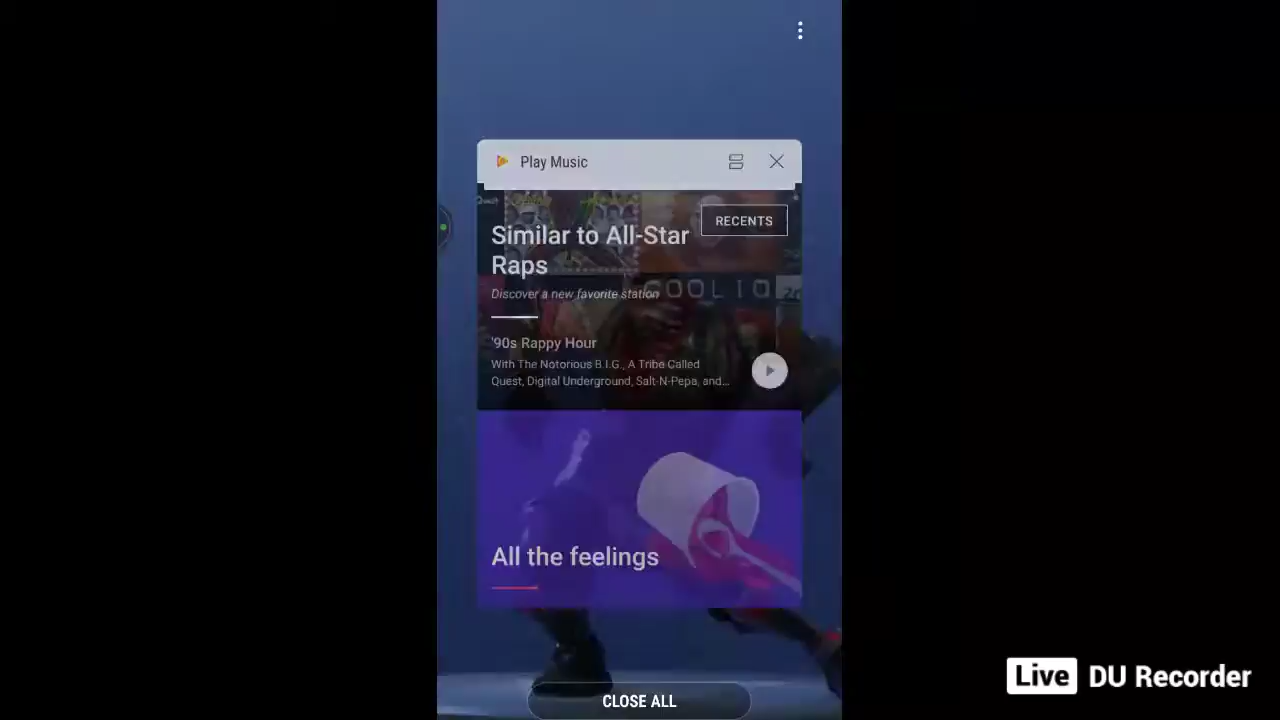 Play Music
RECENTS
Similar to All-Star
Raps
Discover a new favorite station
COOLIO
'90s Rappy Hour
With The Notorious B.I.G., A Tribe Called
Quest, Digital Underground, Salt-N-Pepa, and...
All the feelings
CLOSE ALL
Live DU Recorder